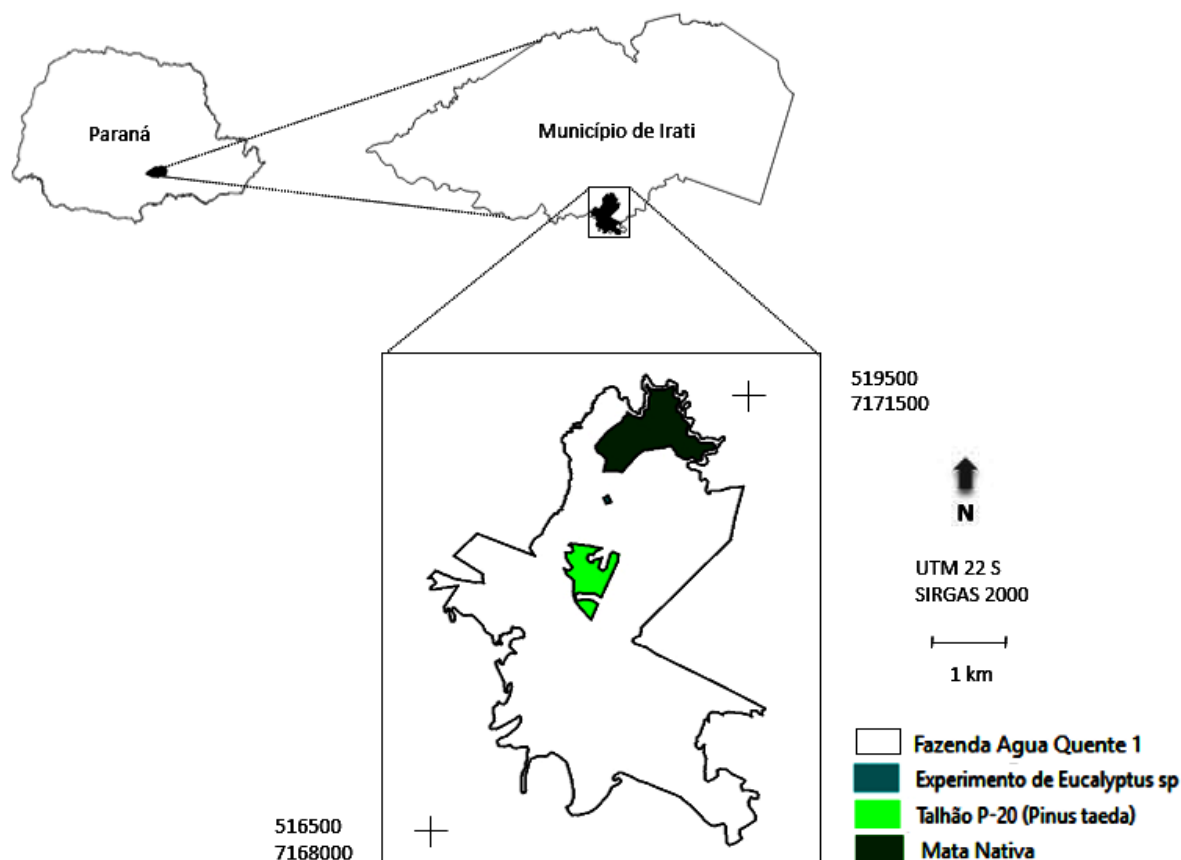 Paraná
Município de Irati
519500
7171500
N
UTM 22 S
SIRGAS 2000
1 km
Fazenda Agua Quente 1
Experimento de Eucalyptus sp
Talhão P-20 (Pinus taeda)
Mata Nativa
516500
7168000